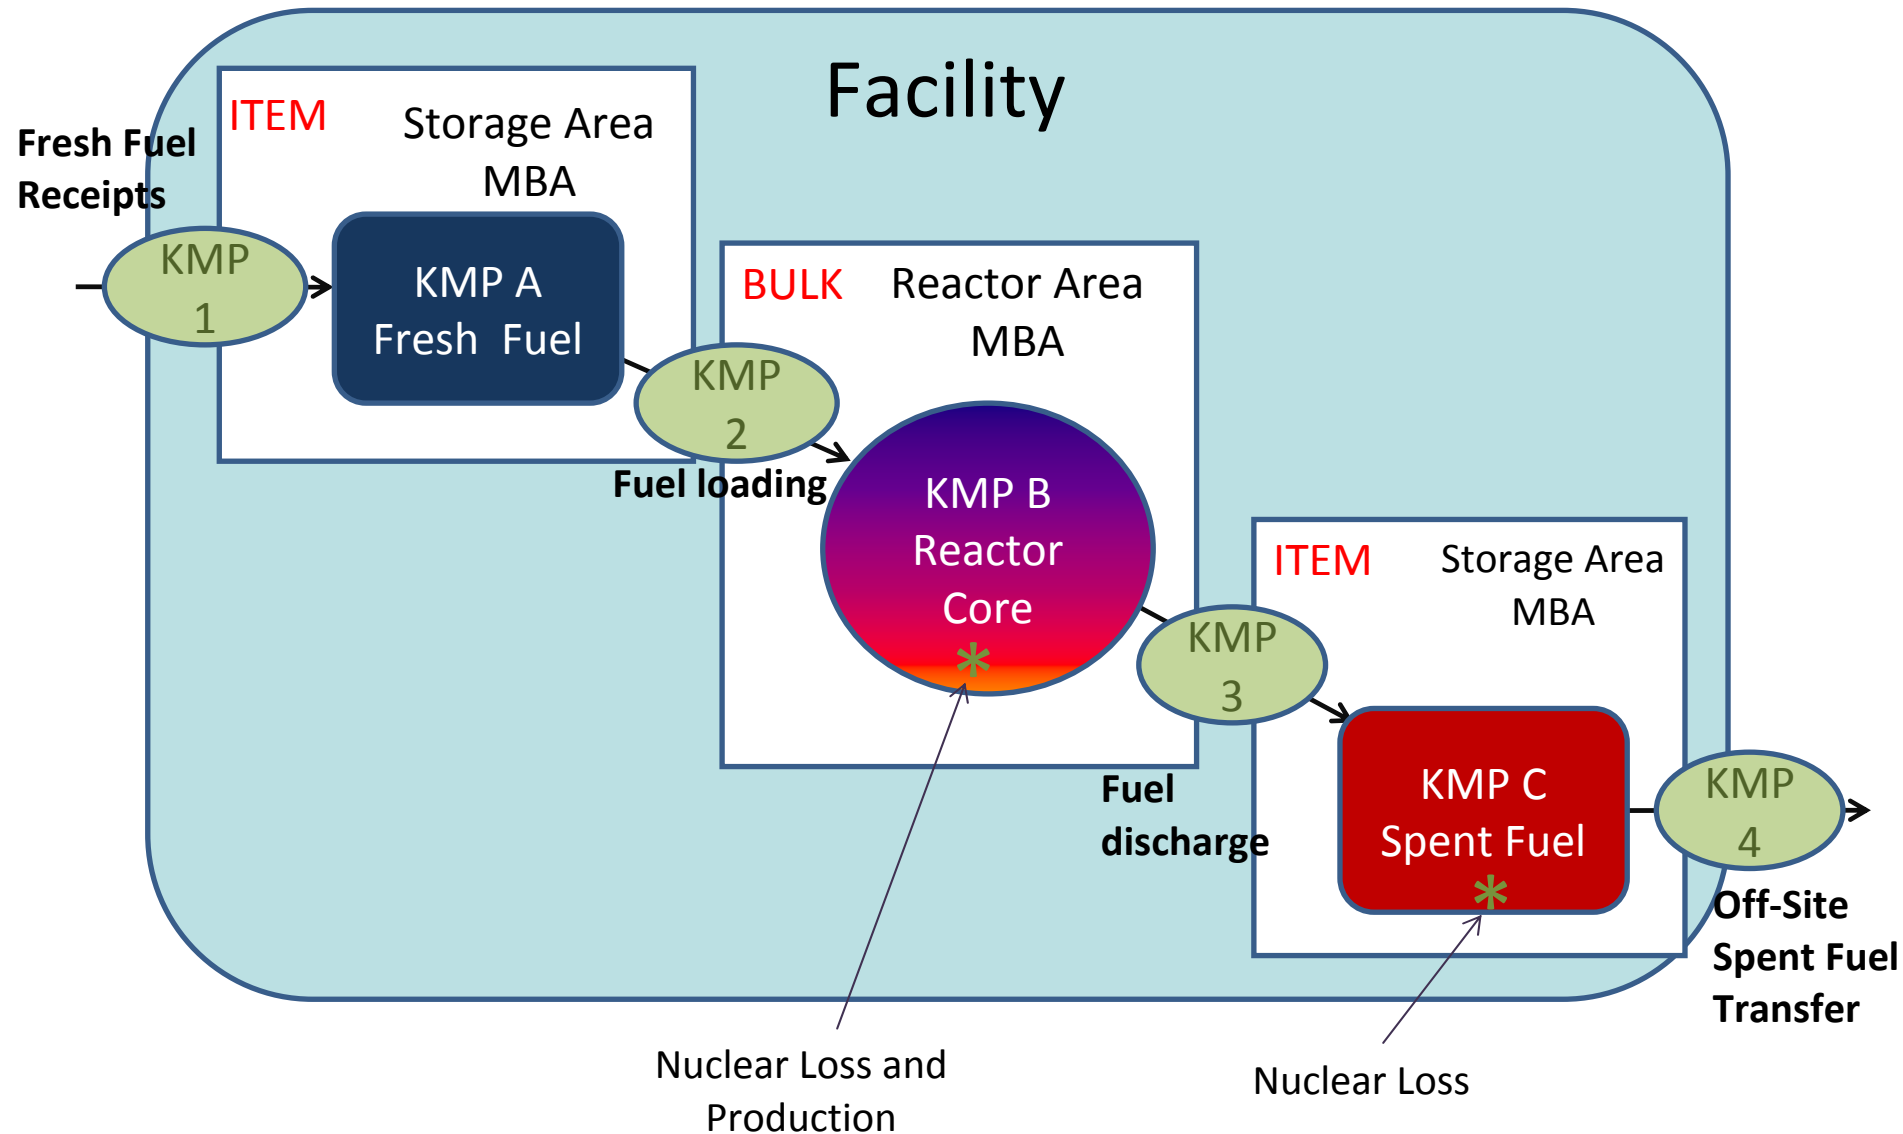 Facility
ITEM
Storage Area
MBA
Fresh Fuel
Receipts
KMP
1
KMP A
Fresh Fuel
BULK
Reactor Area
MBA
KMP
2
Fuel loading
KMP B
Reactor
Core
*
ITEM
Storage Area
MBA
KMP
3
Fuel
discharge
KMP C
Spent Fuel
*
KMP
4
Off-Site
Spent Fuel
Transfer
Nuclear Loss and
Production
Nuclear Loss